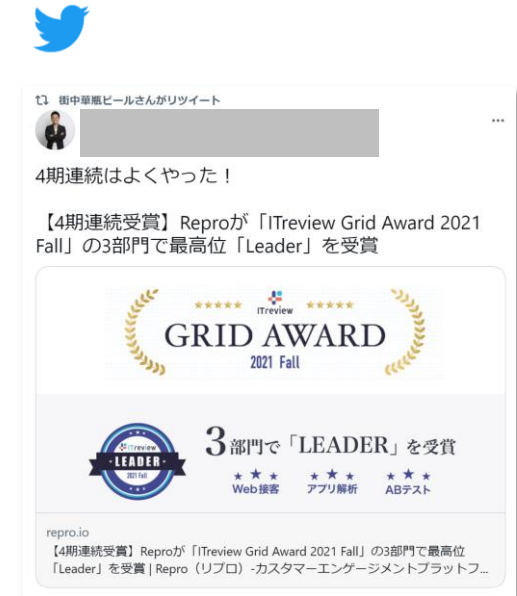 街中華瓶ビールさんがリツイート
4期連続はよくやった！
【4期連続受賞】Reproが「ITreview Grid Award 2021
Fall」の3部門で最高位「Leader」を受賞
ITreview
GRID AWARD
2021 Fall
ITreview
LEADER
2021 Fall
3部門で「LEADER」を受賞
Web接客 アプリ解析 ABテスト
repro.io
【4期連続受賞】Reproが「ITreview Grid Award 2021 Fall」の3部門で最高位
「Leader」を受賞 | Repro（リプロ）-カスタマーエンゲージメントプラットフ...